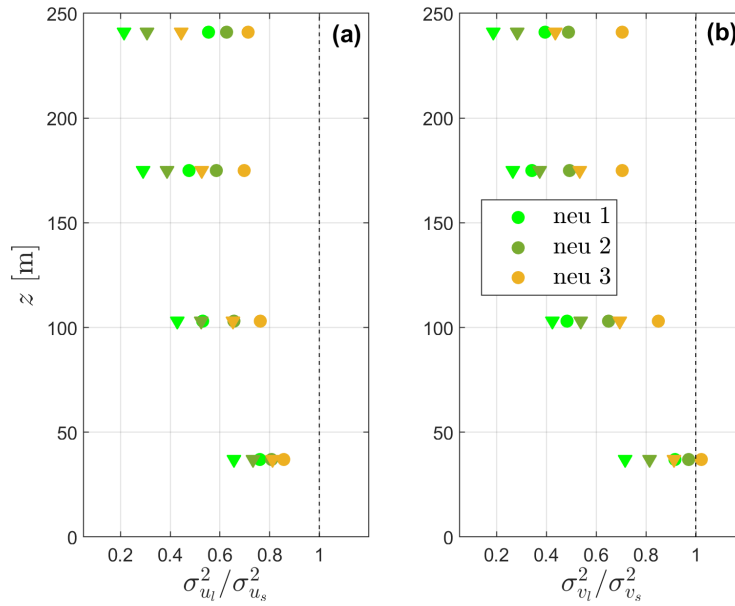 250
200
150
100
50
0
z [m]
(a)
0.2 0.4 0.6 0.8 1
σ²_{u_l}/σ²_{u_s}
250
200
150
100
50
0
(b)
neu 1
neu 2
neu 3
0.2 0.4 0.6 0.8 1
σ²_{v_l}/σ²_{v_s}